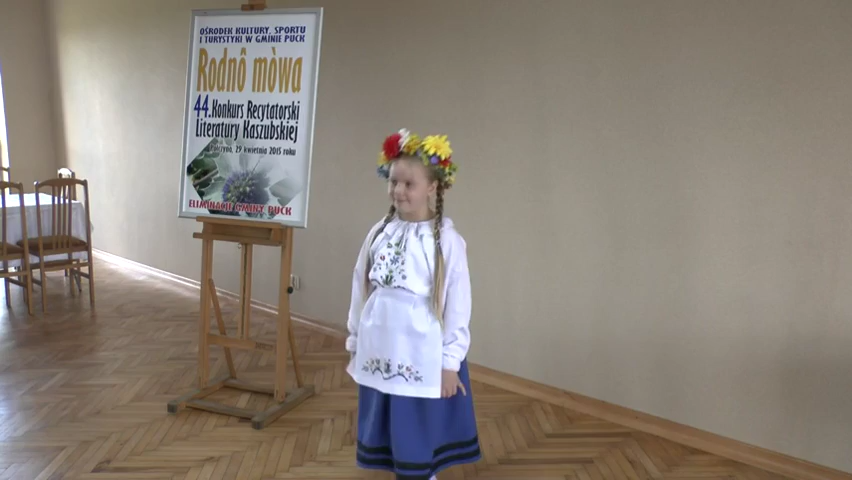 OŚRODEK KULTURY, SPORTU
I TURYSTYKI W GMINIE PUCK
Rodnô mòwa
44. Konkurs Recytatorski
Literatury Kaszubskiej
29 kwietnia 2015 roku
ELIMINACJE GMINY PUCK